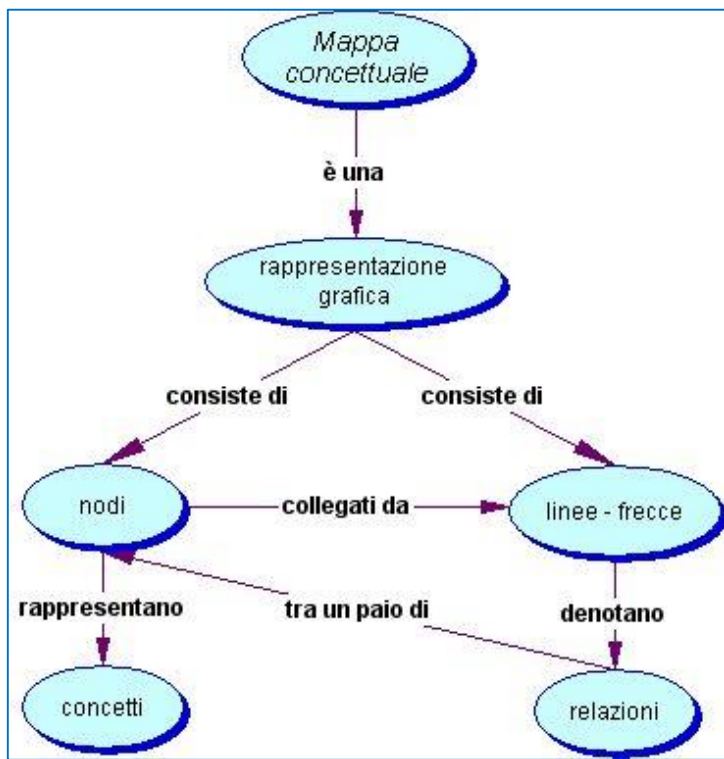 Mappa
concettuale
è una
rappresentazione
grafica
consiste di
consiste di
nodi
collegati da
linee - frecce
rappresentano
tra un paio di
denotano
concetti
relazioni